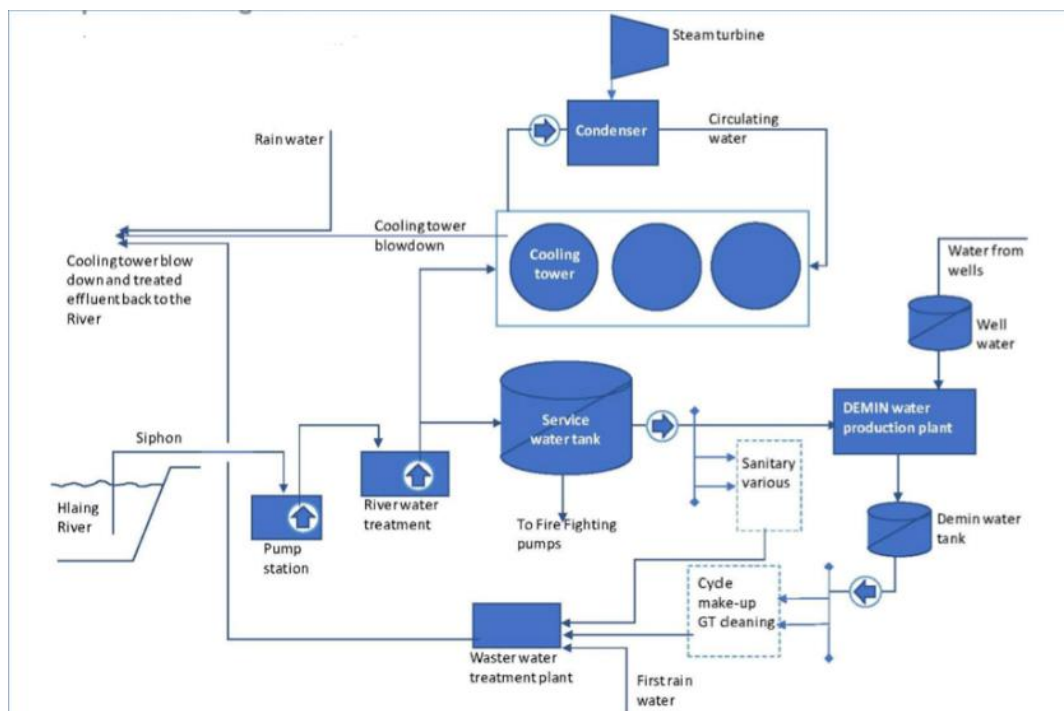 Steam turbine
Condenser
Circulating
water
Rain water
Cooling tower
blowdown
Cooling
tower
Water from
wells
Cooling tower blow
down and treated
effluent back to the
River
Well
water
Service
water tank
DEMIN water
production plant
Siphon
Sanitary
various
Hlaing
River
River water
treatment
To Fire Fighting
pumps
Demin water
tank
Pump
station
Cycle
make-up
GT cleaning
Waster water
treatment plant
First rain
water